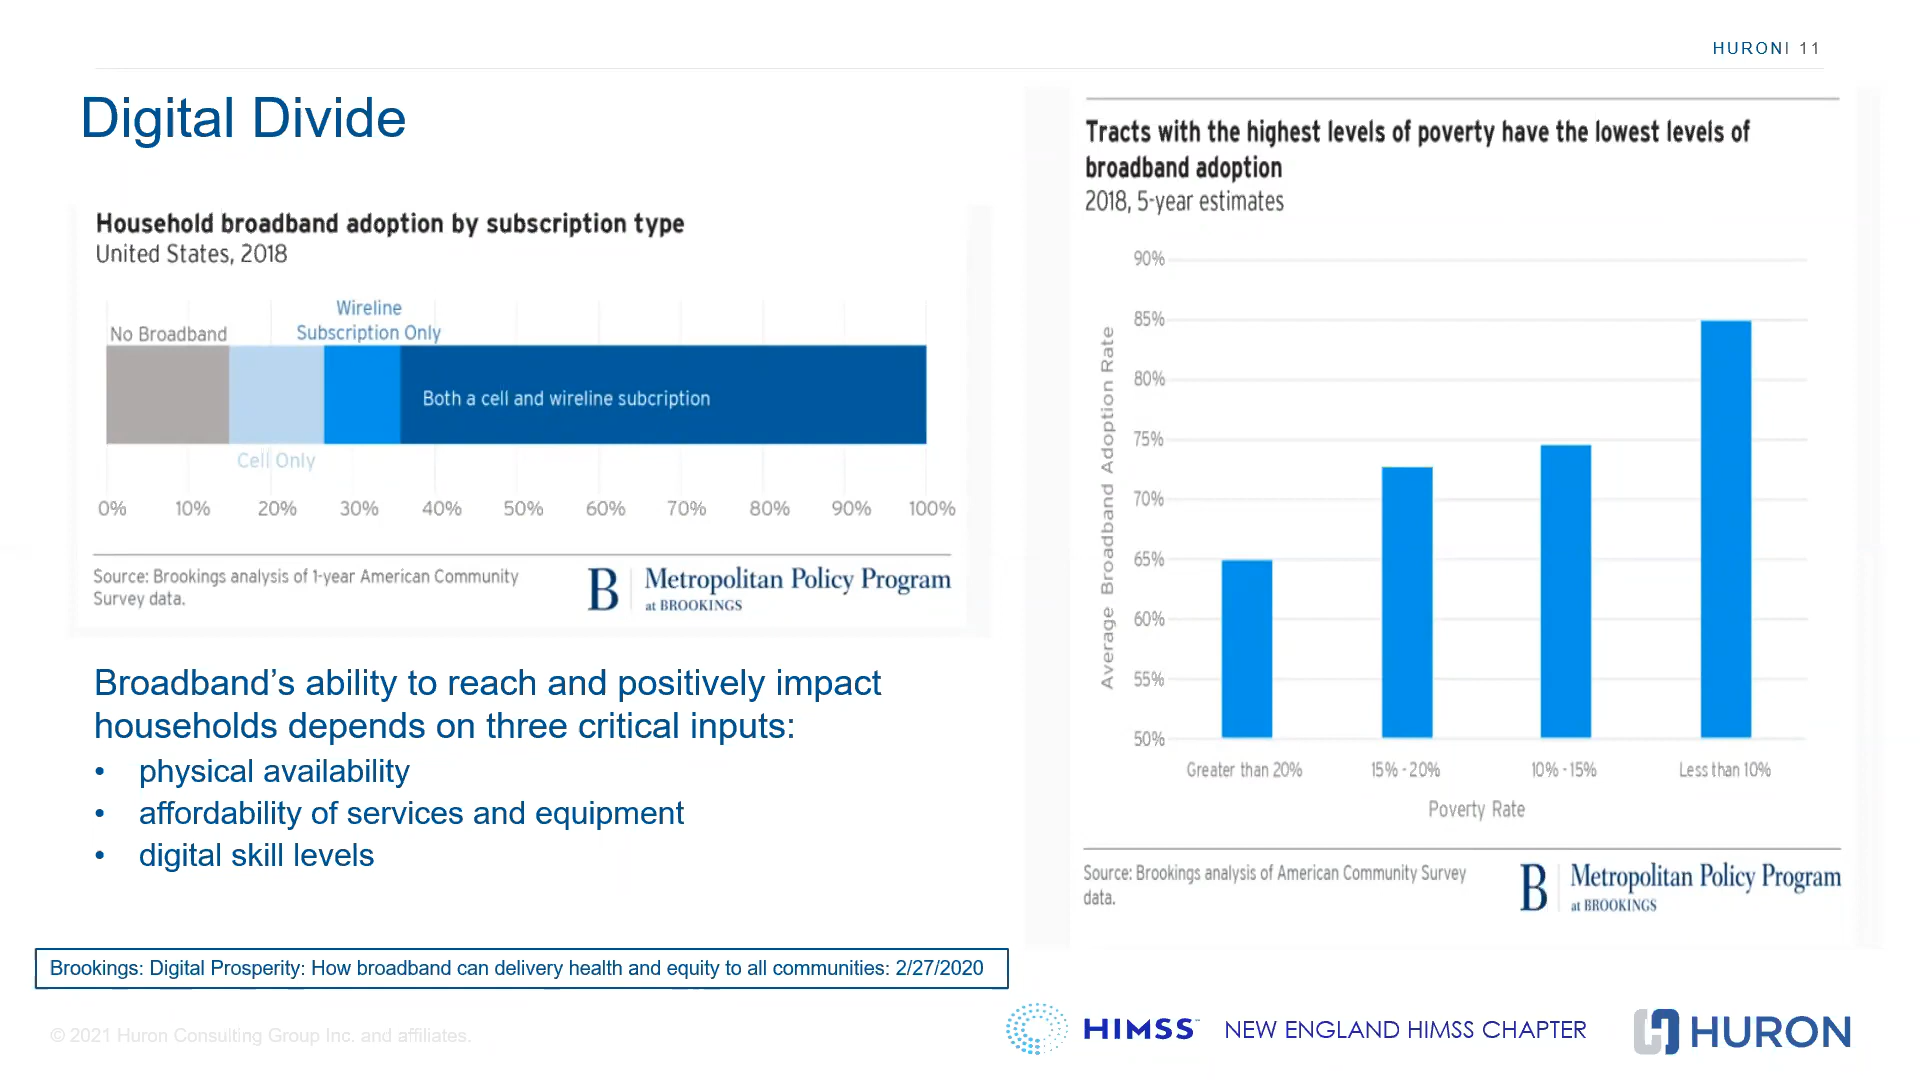 HURON| 11
Digital Divide
Household broadband adoption by subscription type
United States, 2018
Wireline
Subscription Only
No Broadband
Both a cell and wireline subcription
Cell Only
0% 10% 20% 30% 40% 50% 60% 70% 80% 90% 100%
Source: Brookings analysis of 1-year American Community
Survey data.
B Metropolitan Policy Program
at BROOKINGS
Broadband’s ability to reach and positively impact
households depends on three critical inputs:
• physical availability
• affordability of services and equipment
• digital skill levels
Tracts with the highest levels of poverty have the lowest levels of
broadband adoption
2018, 5-year estimates
Average Broadband Adoption Rate
90%
85%
80%
75%
70%
65%
60%
55%
50%
Greater than 20% 15% - 20% 10% - 15% Less than 10%
Poverty Rate
Source: Brookings analysis of American Community Survey
data.
B Metropolitan Policy Program
at BROOKINGS
Brookings: Digital Prosperity: How broadband can delivery health and equity to all communities: 2/27/2020
© 2021 Huron Consulting Group Inc. and affiliates.
HIMSS™ NEW ENGLAND HIMSS CHAPTER
HURON